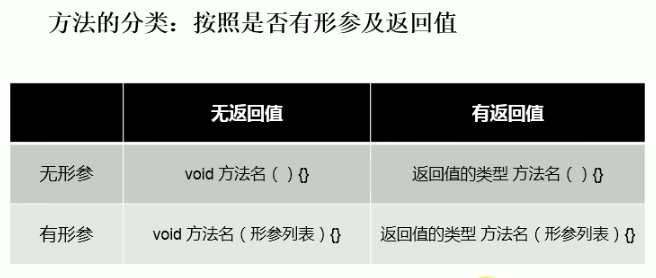 方法的分类：按照是否有形参及返回值
无返回值 有返回值
无形参 void 方法名（ ）{} 返回值的类型 方法名（ ）{}
有形参 void 方法名（形参列表）{} 返回值的类型 方法名（形参列表）{}